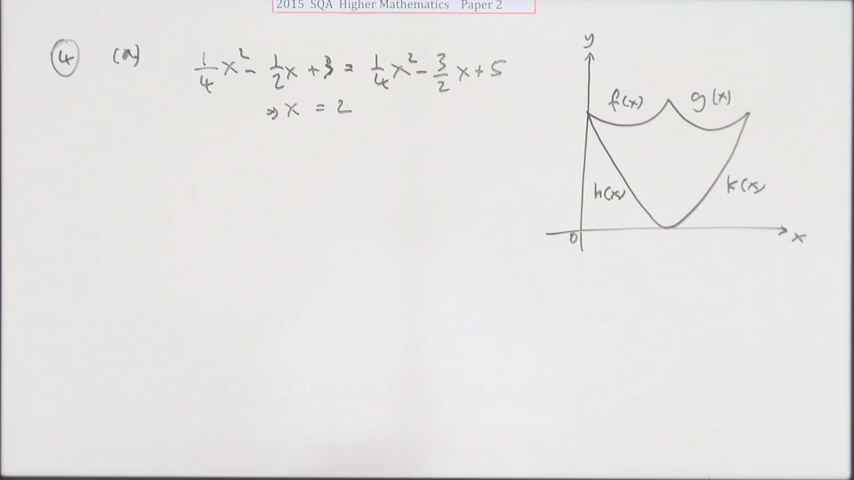 2015 SQA Higher Mathematics Paper 2
4 (a) 1/4 x² - 1/2 x + 3 = 1/4 x² - 3/2 x + 5
⇒ x = 2
y
f(x) g(x)
h(x) k(x)
0 x